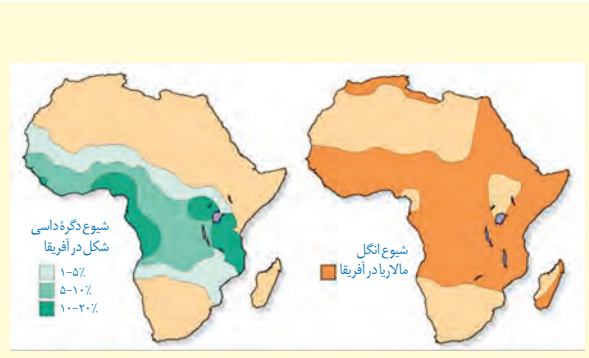 شیوع دگرهٔ داسی
شکل در آفریقا
۱-۵٪
۵-۱۰٪
۱۰-۲۰٪
شیوع انگل
مالاریا در آفریقا